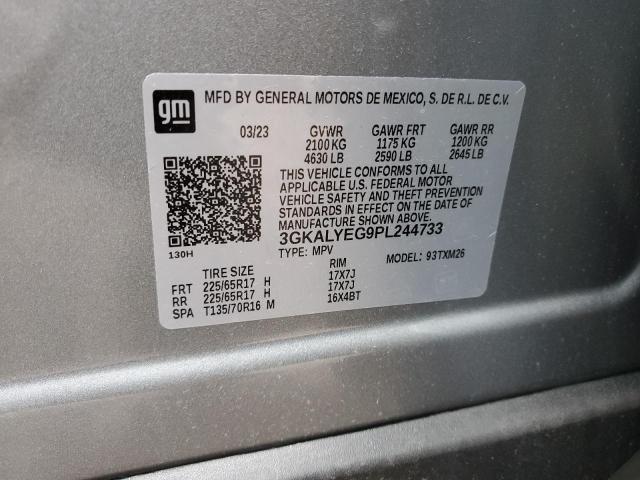 gm
MFD BY GENERAL MOTORS DE MEXICO, S. DE R.L. DE C.V.
03/23 GVWR GAWR FRT GAWR RR
2100 KG 1175 KG 1200 KG
4630 LB 2590 LB 2645 LB
THIS VEHICLE CONFORMS TO ALL
APPLICABLE U.S. FEDERAL MOTOR
VEHICLE SAFETY AND THEFT PREVENTION
STANDARDS IN EFFECT ON THE DATE OF
MANUFACTURE SHOWN ABOVE.
3GKALYEG9PL244733
130H
TYPE: MPV MODEL: 93TXM26
TIRE SIZE RIM
FRT 225/65R17 H 17X7J
RR 225/65R17 H 17X7J
SPA T135/70R16 M 16X4BT